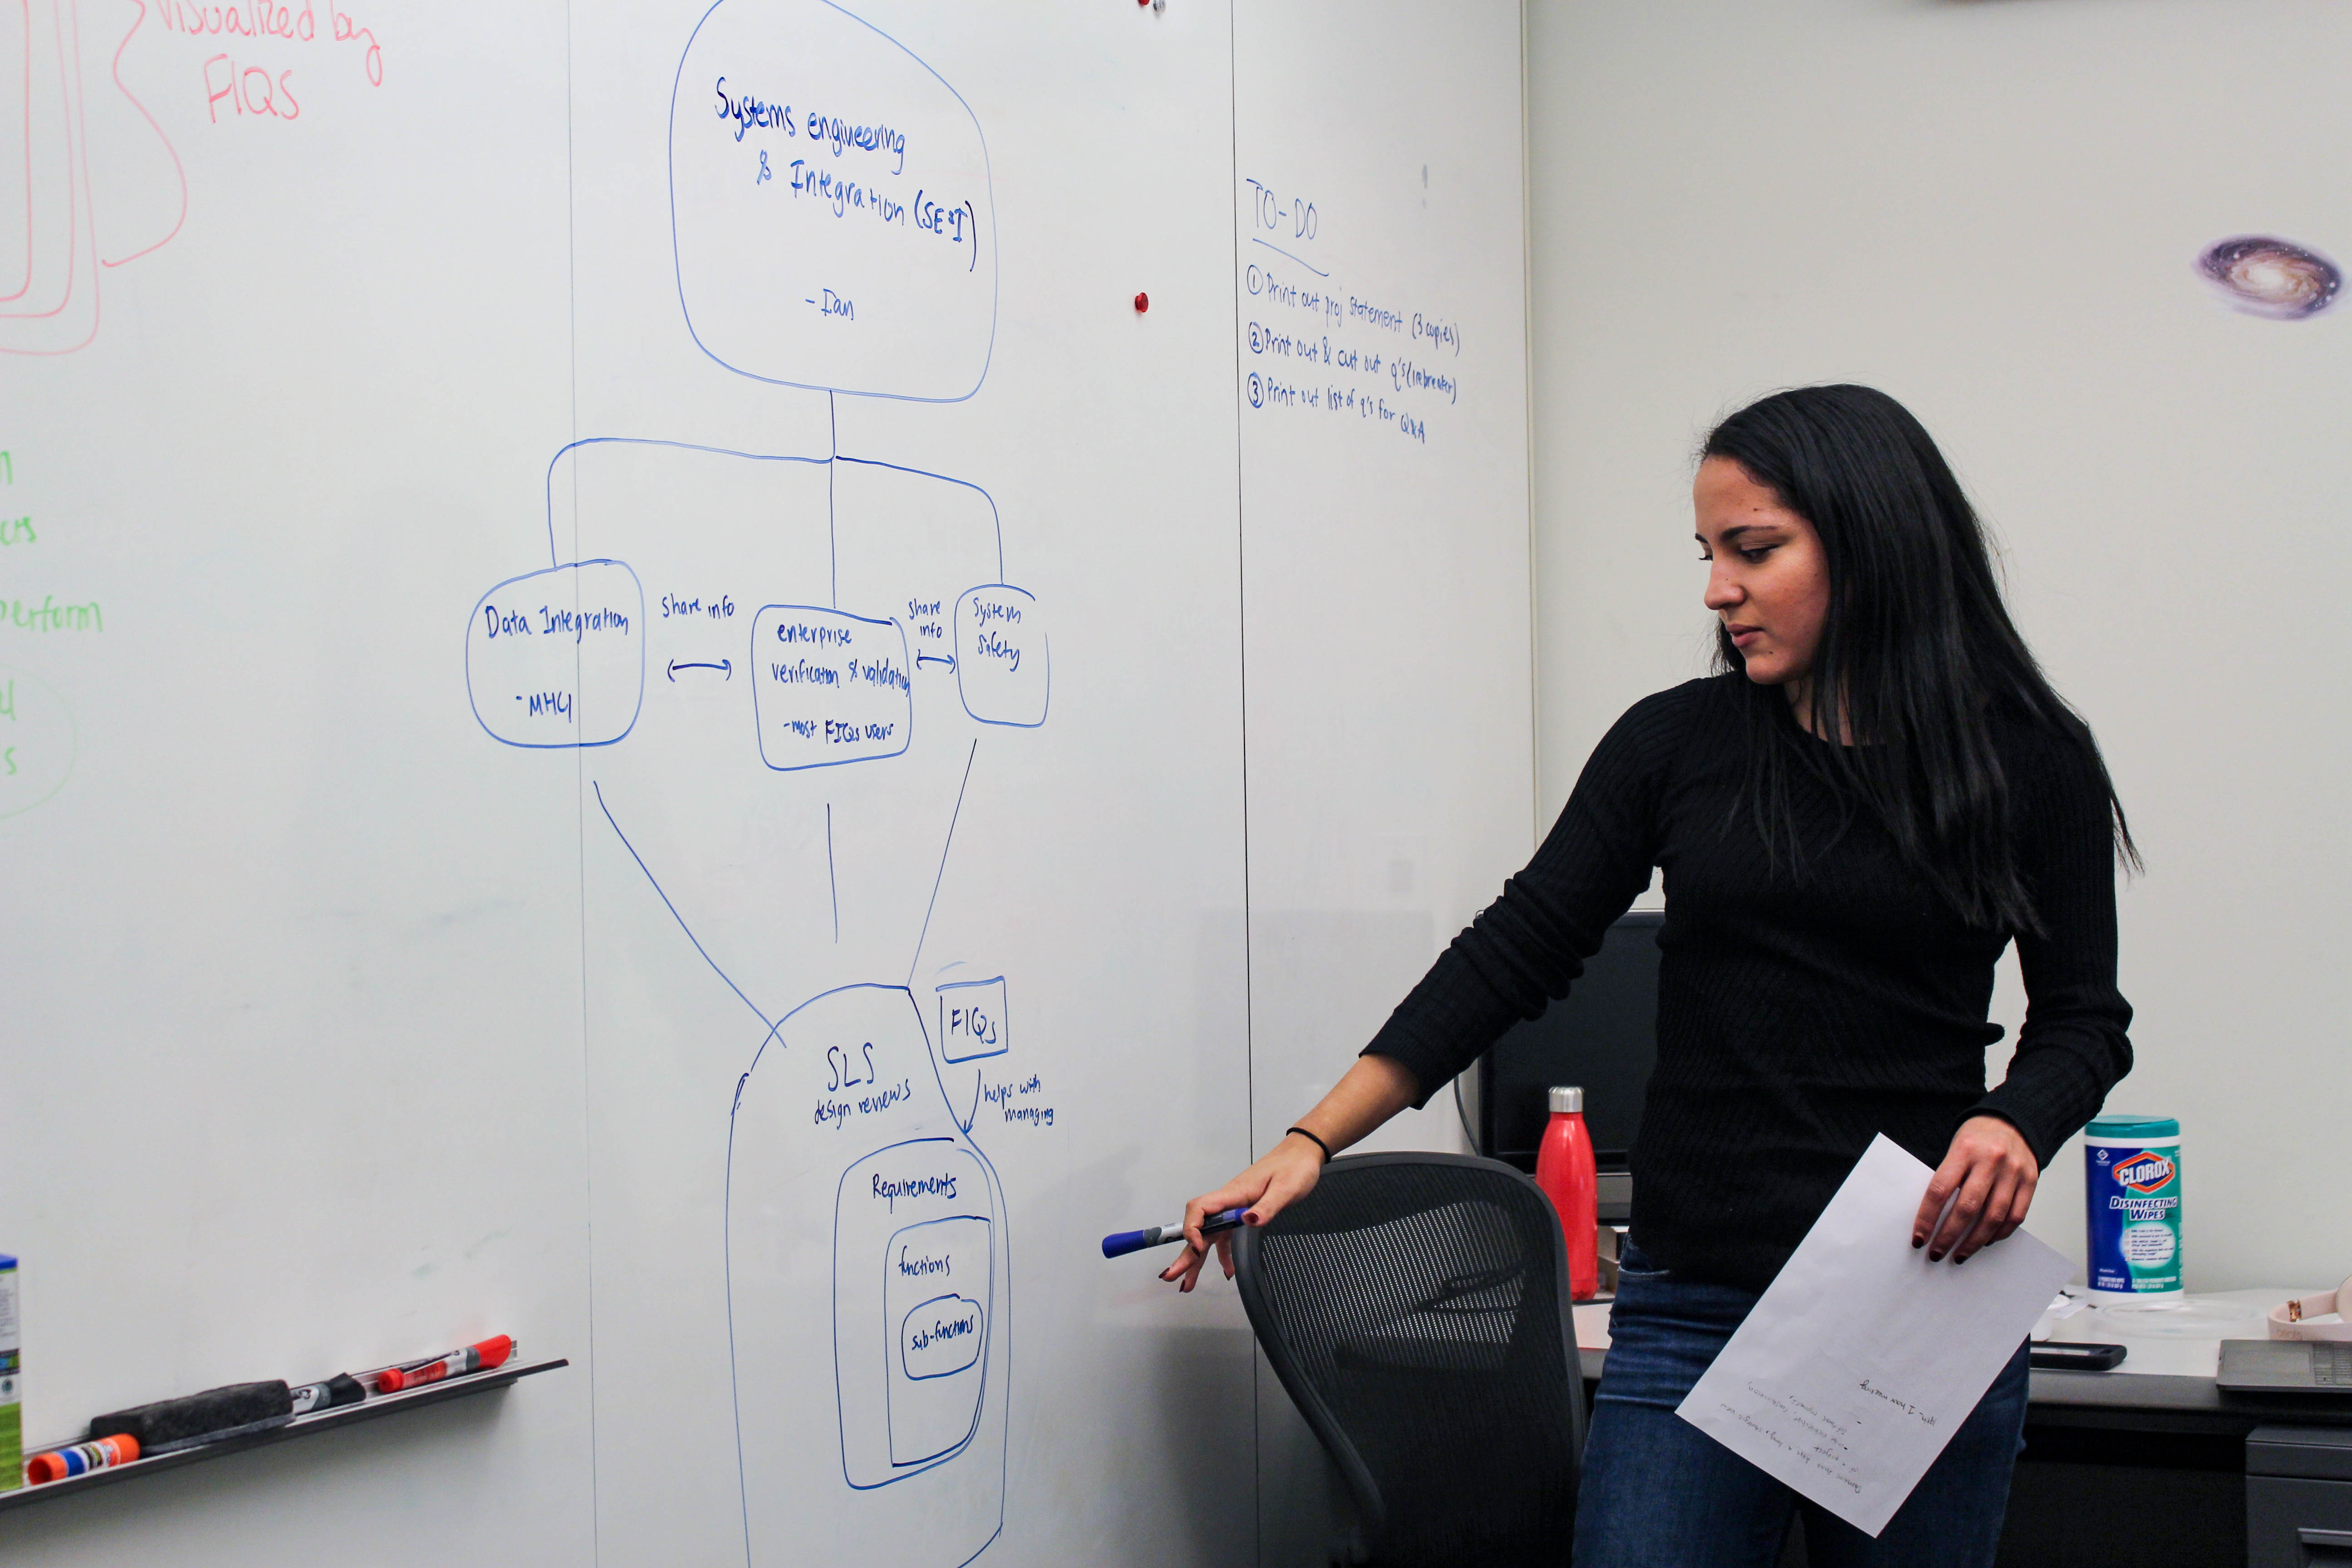 visualized by
FIQS
perform
Systems engineering
& Integration (SE&I)
- Ian
Data Integration
- MHCI
share info
enterprise
verification & validation
- most FIQs users
share
info
System
Safety
SLS
design reviews
FIQs
helps with
managing
Requirements
functions
sub-functions
TO-DO
① Print out proj statement (3 copies)
② Print out & cut out q's (icebreaker)
③ Print out list of q's for Q&A
CLOROX
DISINFECTING
WIPES